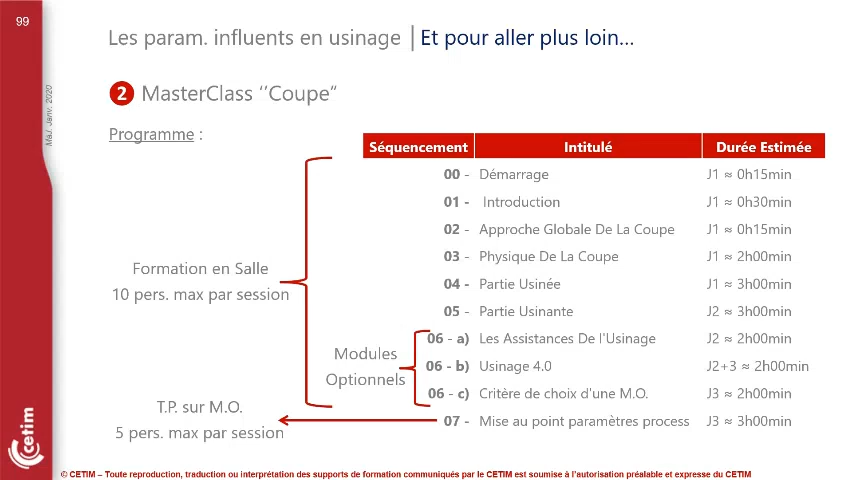 99
Les param. influents en usinage | Et pour aller plus loin...
MàJ. Janv. 2020
2 MasterClass ‘‘Coupe”
Programme :
Séquencement Intitulé Durée Estimée
00 - Démarrage J1 ≈ 0h15min
01 - Introduction J1 ≈ 0h30min
02 - Approche Globale De La Coupe J1 ≈ 0h15min
03 - Physique De La Coupe J1 ≈ 2h00min
04 - Partie Usinée J1 ≈ 3h00min
05 - Partie Usinante J2 ≈ 3h00min
06 - a) Les Assistances De l'Usinage J2 ≈ 2h00min
06 - b) Usinage 4.0 J2+3 ≈ 2h00min
06 - c) Critère de choix d'une M.O. J3 ≈ 2h00min
07 - Mise au point paramètres process J3 ≈ 3h00min
Formation en Salle
10 pers. max par session
Modules
Optionnels
T.P. sur M.O.
5 pers. max par session
cetim
© CETIM – Toute reproduction, traduction ou interprétation des supports de formation communiqués par le CETIM est soumise à l'autorisation préalable et expresse du CETIM